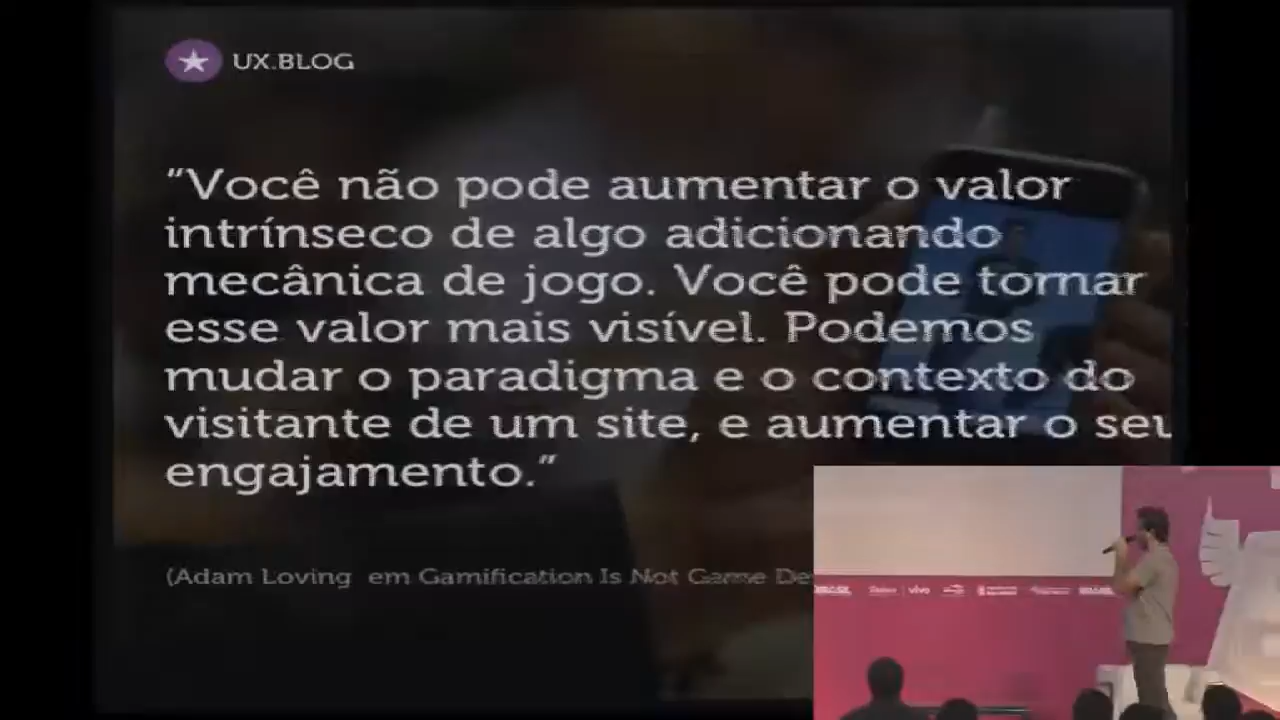 UX.BLOG
“Você não pode aumentar o valor
intrínseco de algo adicionando
mecânica de jogo. Você pode tornar
esse valor mais visível. Podemos
mudar o paradigma e o contexto do
visitante de um site, e aumentar o seu
engajamento.”
(Adam Loving em Gamification Is Not Game De
vivo